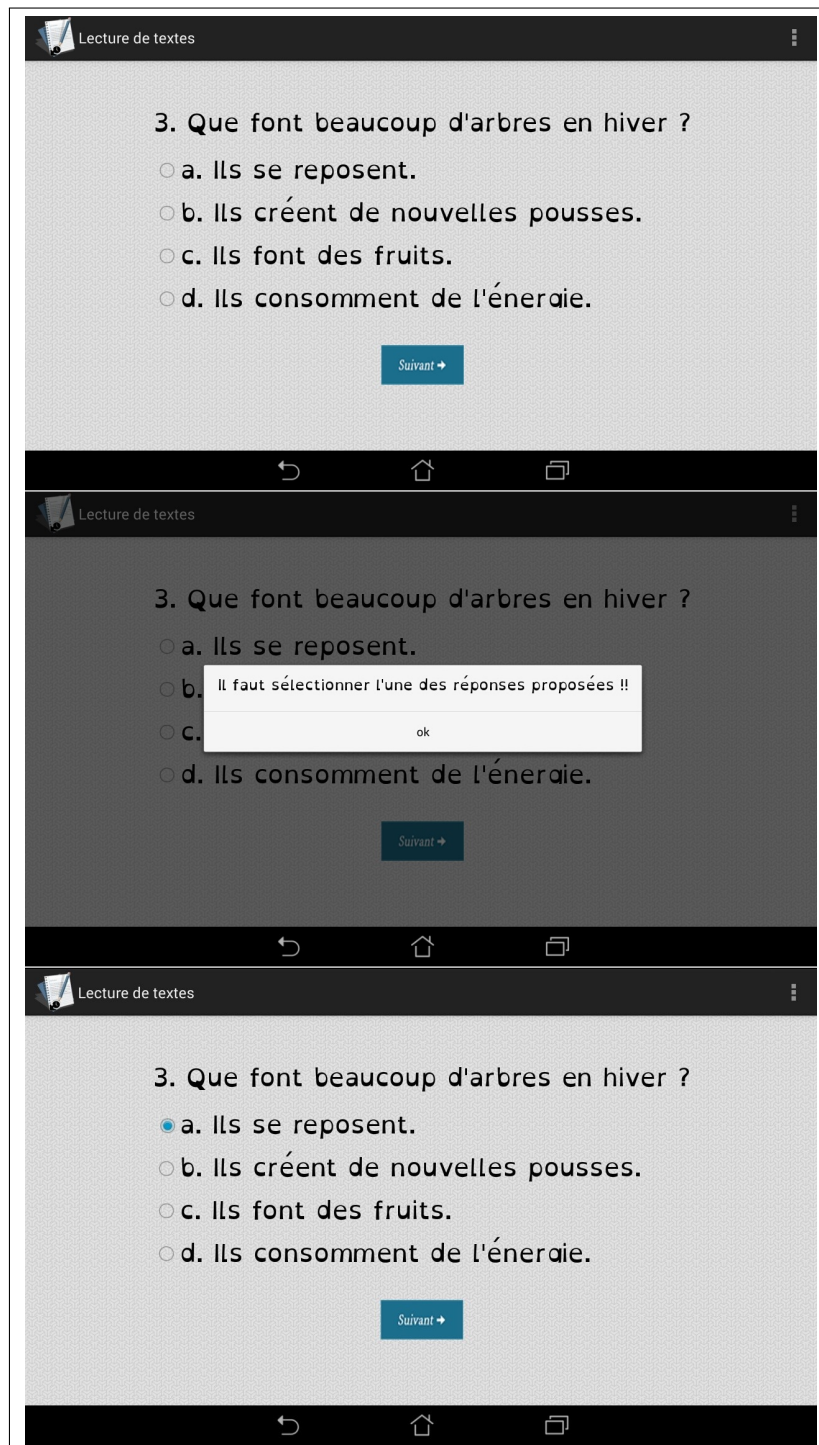 Lecture de textes
3. Que font beaucoup d'arbres en hiver ?
a. Ils se reposent.
b. Ils créent de nouvelles pousses.
c. Ils font des fruits.
d. Ils consomment de l'énergie.
Suivant
Lecture de textes
3. Que font beaucoup d'arbres en hiver ?
a. Ils se reposent.
b.
Il faut sélectionner l'une des réponses proposées !!
c.
ok
d. Ils consomment de l'énergie.
Suivant
Lecture de textes
3. Que font beaucoup d'arbres en hiver ?
a. Ils se reposent.
b. Ils créent de nouvelles pousses.
c. Ils font des fruits.
d. Ils consomment de l'énergie.
Suivant